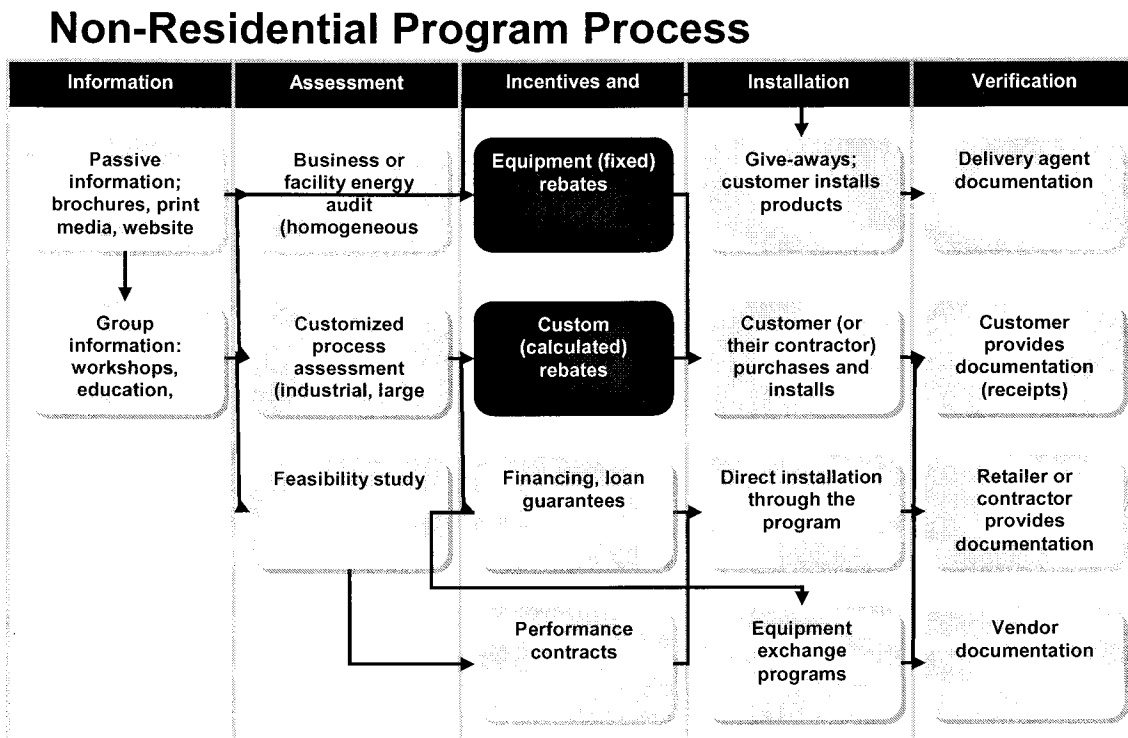 Non-Residential Program Process
Information
Assessment
Incentives and
Installation
Verification
Passive
information;
brochures, print
media, website
Business or
facility energy
audit
(homogeneous
Equipment (fixed)
rebates
Give-aways;
customer installs
products
Delivery agent
documentation
Group
information:
workshops,
education,
Customized
process
assessment
(industrial, large
Custom
(calculated)
rebates
Customer (or
their contractor)
purchases and
installs
Customer
provides
documentation
(receipts)
Feasibility study
Financing, loan
guarantees
Direct installation
through the
program
Retailer or
contractor
provides
documentation
Performance
contracts
Equipment
exchange
programs
Vendor
documentation